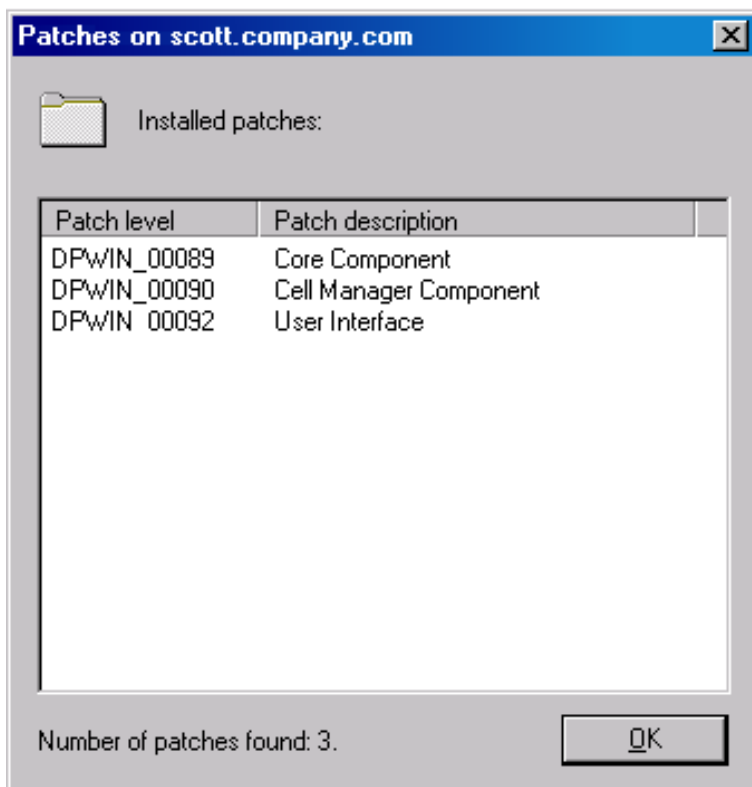 Patches on scott.company.com
Installed patches:
Patch level Patch description
DPWIN_00089 Core Component
DPWIN_00090 Cell Manager Component
DPWIN_00092 User Interface
Number of patches found: 3.
OK